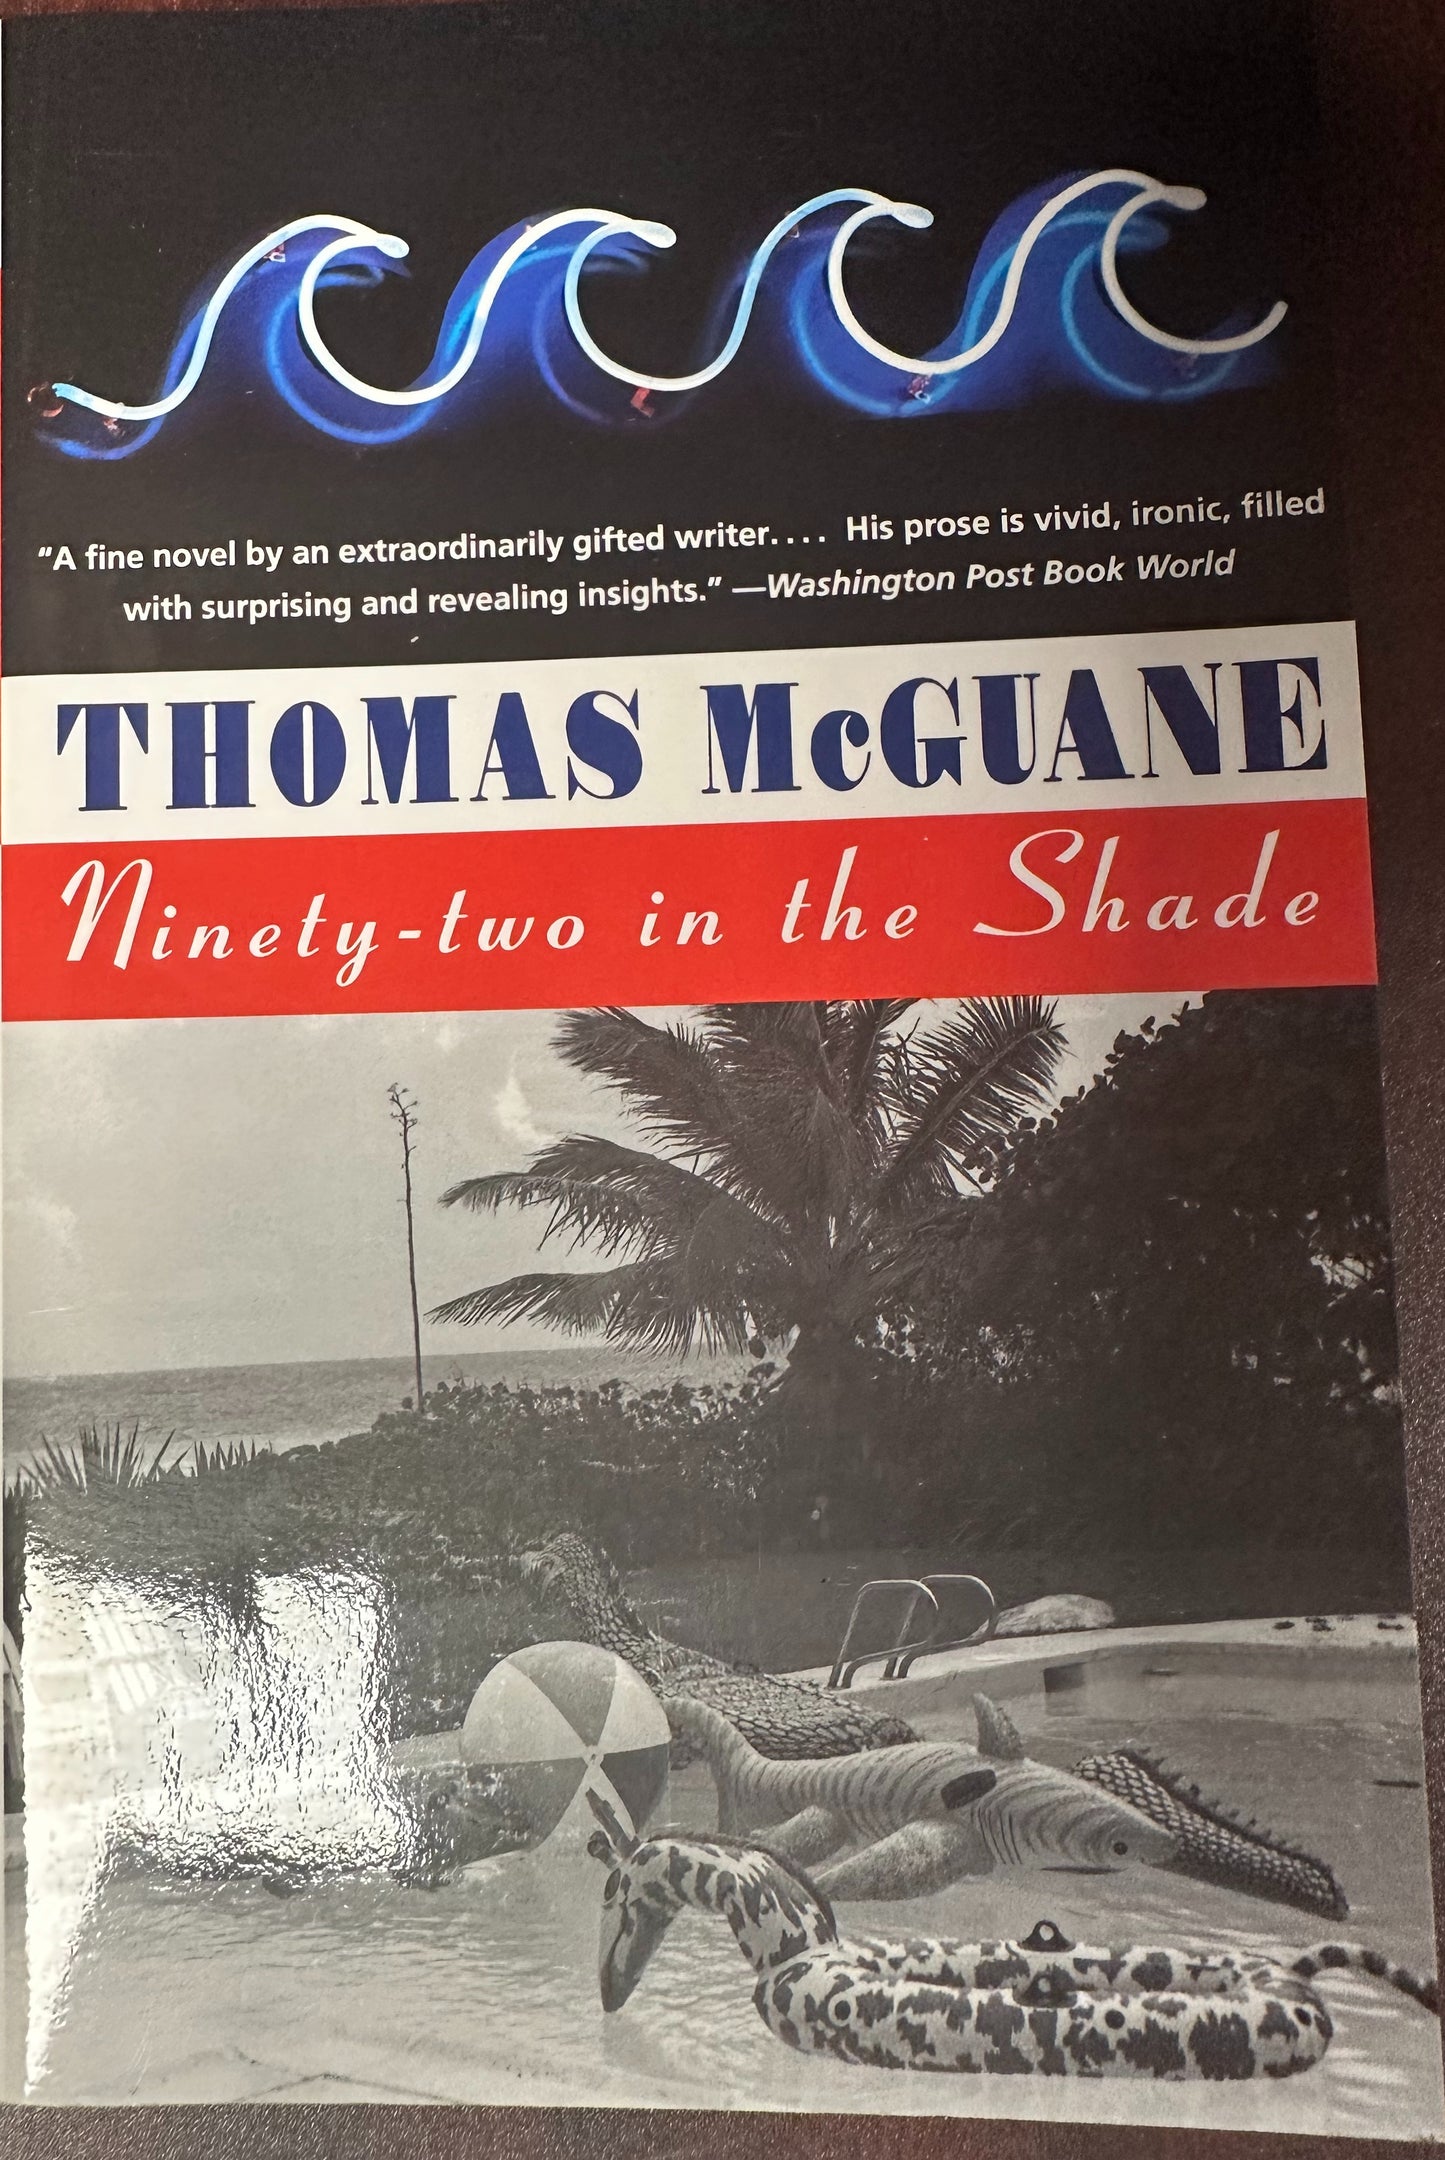 “A fine novel by an extraordinarily gifted writer.... His prose is vivid, ironic, filled
with surprising and revealing insights.” —Washington Post Book World
THOMAS McGUANE
Ninety-two in the Shade